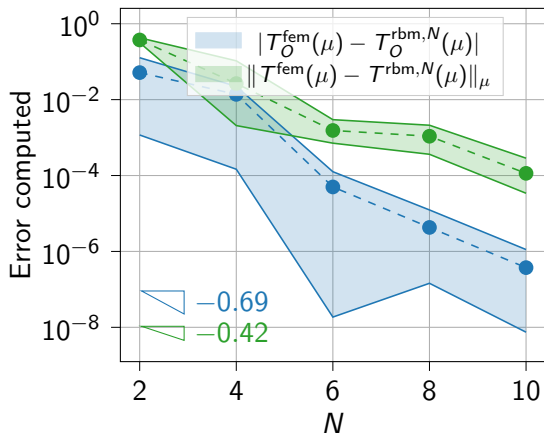 |T_O^fem(μ) − T_O^rbm,N(μ)|
‖T^fem(μ) − T^rbm,N(μ)‖_μ
Error computed
10^0
10^−2
10^−4
10^−6
10^−8
−0.69
−0.42
2 4 6 8 10
N